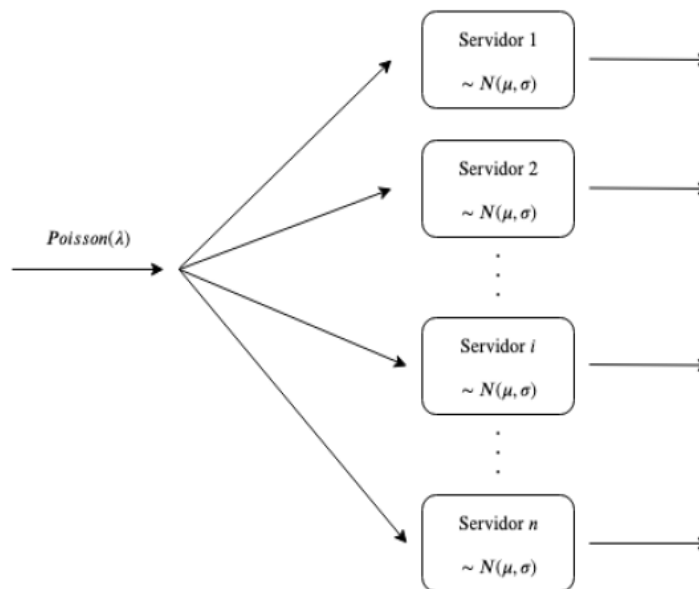 Servidor 1
~ N(μ, σ)
Servidor 2
~ N(μ, σ)
Poisson(λ)
Servidor i
~ N(μ, σ)
Servidor n
~ N(μ, σ)